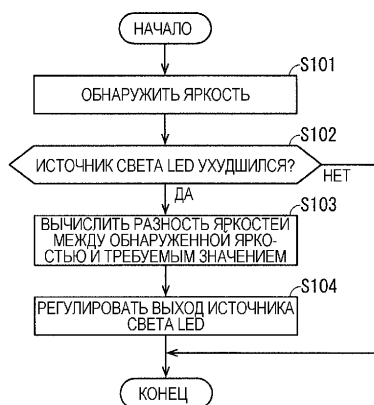 НАЧАЛО
S101
ОБНАРУЖИТЬ ЯРКОСТЬ
S102
ИСТОЧНИК СВЕТА LED УХУДШИЛСЯ?
НЕТ
ДА
S103
ВЫЧИСЛИТЬ РАЗНОСТЬ ЯРКОСТЕЙ
МЕЖДУ ОБНАРУЖЕННОЙ ЯРКО-
СТЬЮ И ТРЕБУЕМЫМ ЗНАЧЕНИЕМ
S104
РЕГУЛИРОВАТЬ ВЫХОД ИСТОЧНИКА
СВЕТА LED
КОНЕЦ